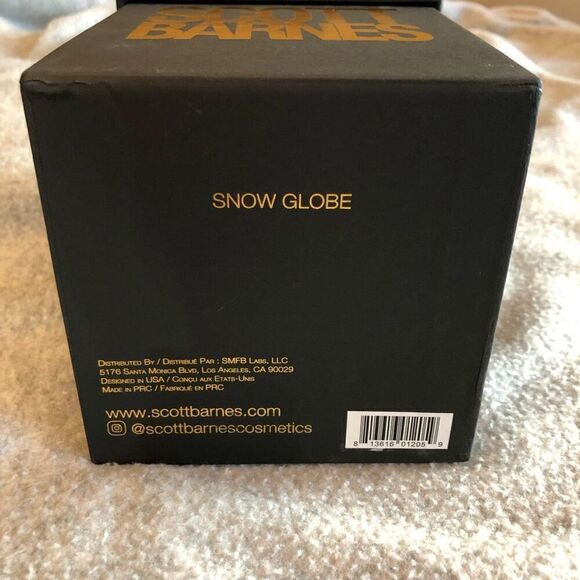 SCOTT
BARNES
SNOW GLOBE
DISTRIBUTED BY / DISTRIBUÉ PAR : SMFB LABS, LLC
5176 SANTA MONICA BLVD, LOS ANGELES, CA 90029
DESIGNED IN USA / CONÇU AUX ETATS-UNIS
MADE IN PRC / FABRIQUÉ EN PRC
www.scottbarnes.com
@scottbarnescosmetics
8 13616 01205 9